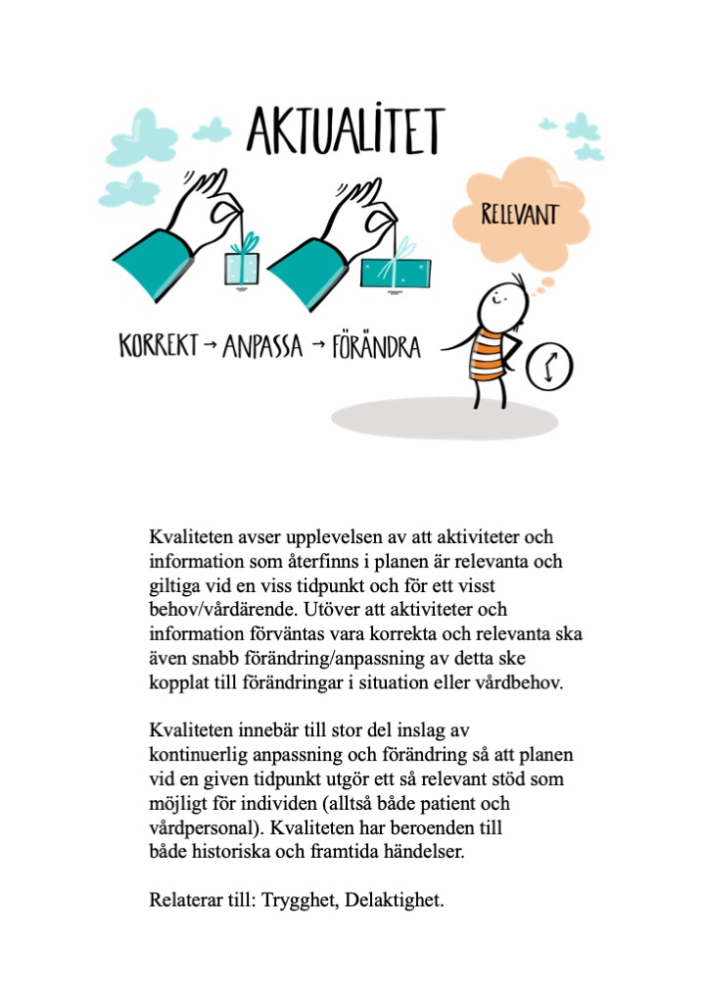 AKTUALITET
RELEVANT
KORREKT → ANPASSA → FÖRÄNDRA
Kvaliteten avser upplevelsen av att aktiviteter och
information som återfinns i planen är relevanta och
giltiga vid en viss tidpunkt och för ett visst
behov/vårdärende. Utöver att aktiviteter och
information förväntas vara korrekta och relevanta ska
även snabb förändring/anpassning av detta ske
kopplat till förändringar i situation eller vårdbehov.
Kvaliteten innebär till stor del inslag av
kontinuerlig anpassning och förändring så att planen
vid en given tidpunkt utgör ett så relevant stöd som
möjligt för individen (alltså både patient och
vårdpersonal). Kvaliteten har beroenden till
både historiska och framtida händelser.
Relaterar till: Trygghet, Delaktighet.